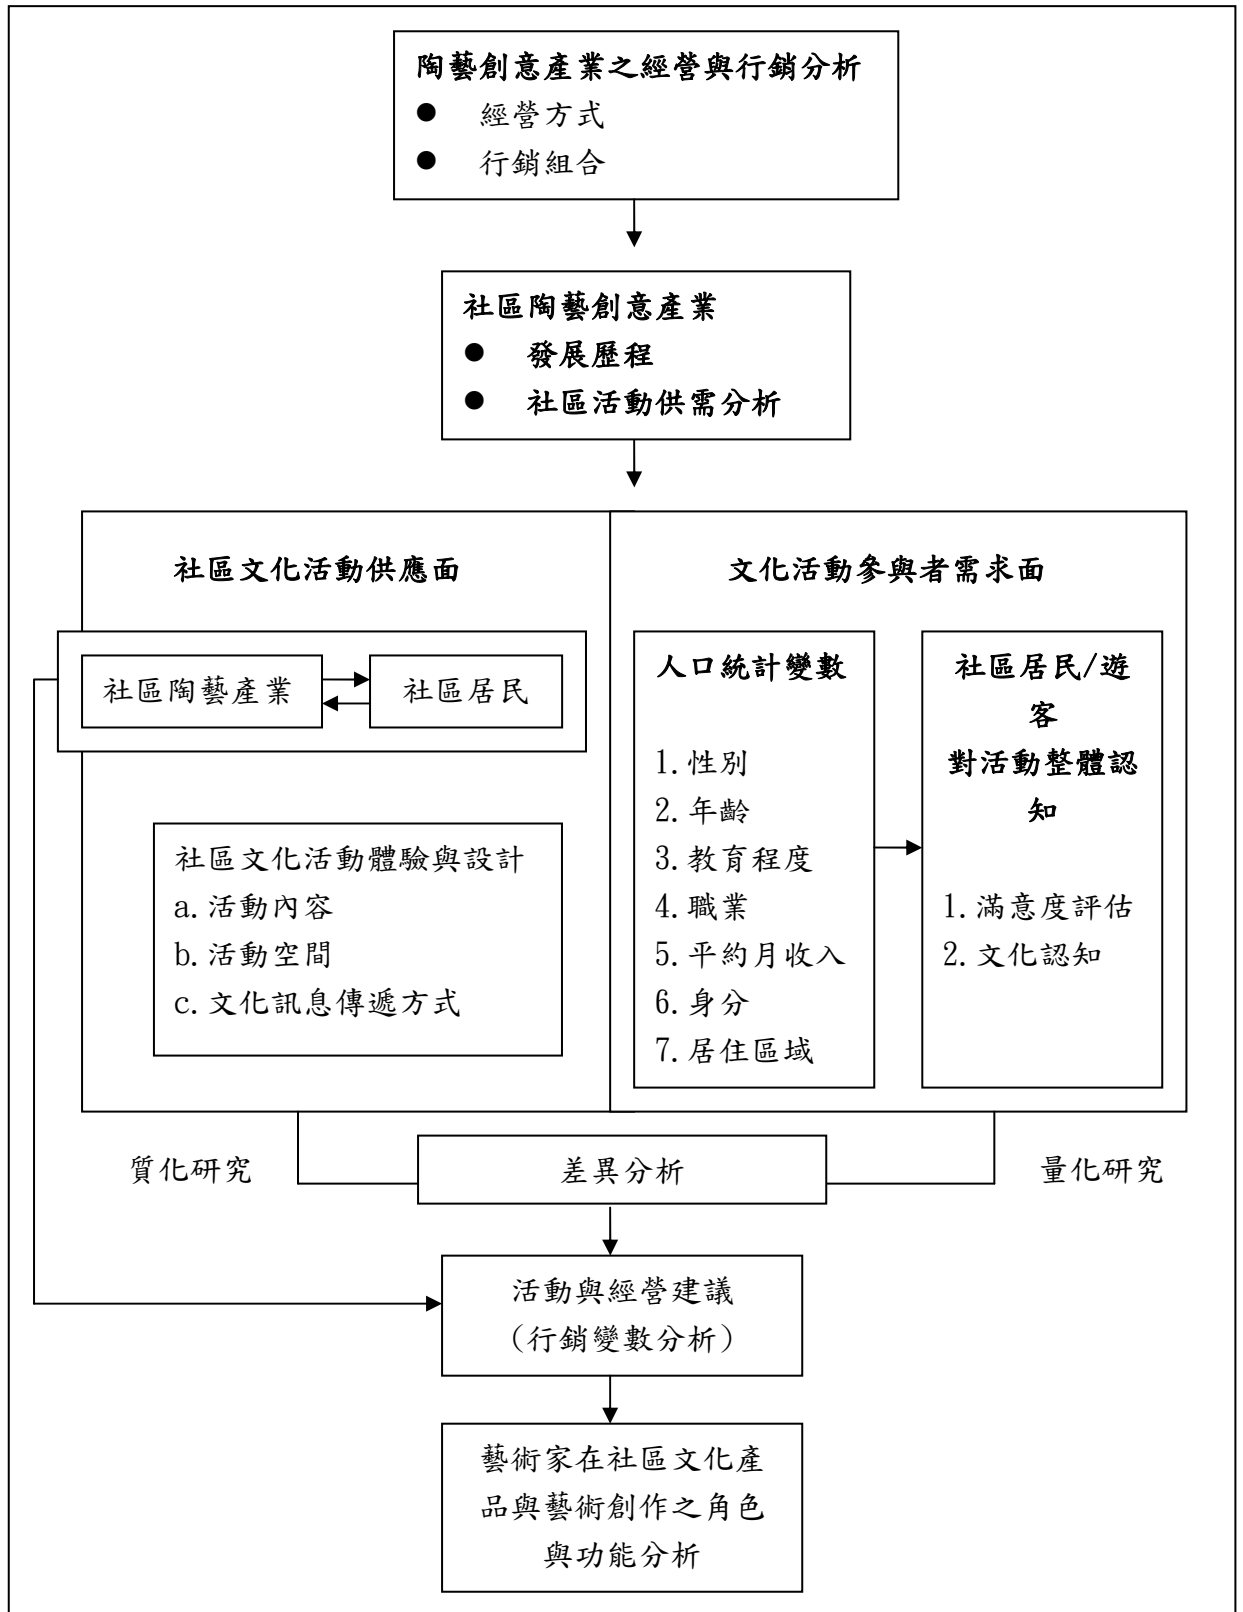 陶藝創意產業之經營與行銷分析
● 經營方式
● 行銷組合
社區陶藝創意產業
● 發展歷程
● 社區活動供需分析
社區文化活動供應面
社區陶藝產業
社區居民
社區文化活動體驗與設計
a.活動內容
b.活動空間
c.文化訊息傳遞方式
文化活動參與者需求面
人口統計變數
1.性別
2.年齡
3.教育程度
4.職業
5.平約月收入
6.身分
7.居住區域
社區居民/遊
客
對活動整體認
知
1.滿意度評估
2.文化認知
質化研究
差異分析
量化研究
活動與經營建議
(行銷變數分析)
藝術家在社區文化產
品與藝術創作之角色
與功能分析